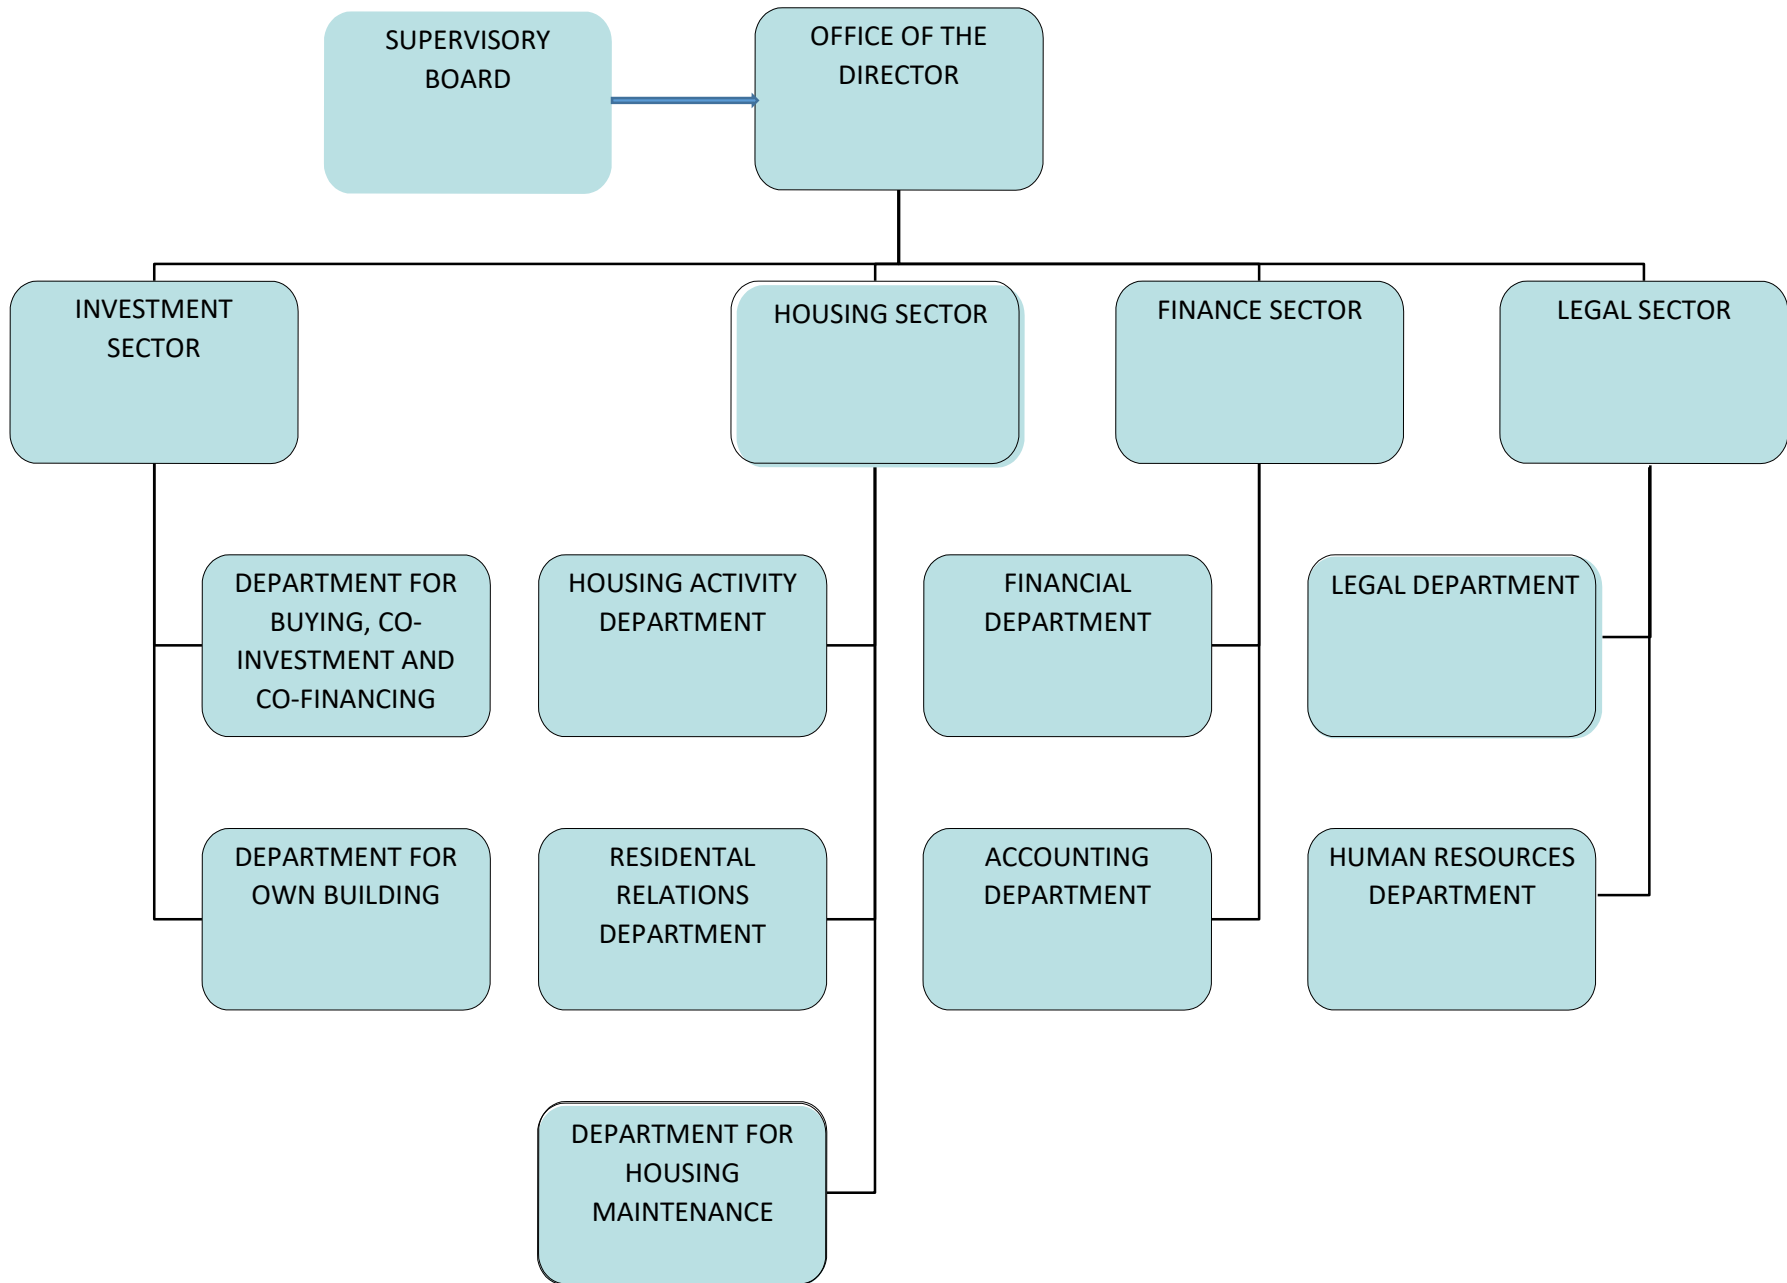 SUPERVISORY
BOARD
OFFICE OF THE
DIRECTOR
INVESTMENT
SECTOR
HOUSING SECTOR
FINANCE SECTOR
LEGAL SECTOR
DEPARTMENT FOR
BUYING, CO-
INVESTMENT AND
CO-FINANCING
HOUSING ACTIVITY
DEPARTMENT
FINANCIAL
DEPARTMENT
LEGAL DEPARTMENT
DEPARTMENT FOR
OWN BUILDING
RESIDENTAL
RELATIONS
DEPARTMENT
ACCOUNTING
DEPARTMENT
HUMAN RESOURCES
DEPARTMENT
DEPARTMENT FOR
HOUSING
MAINTENANCE